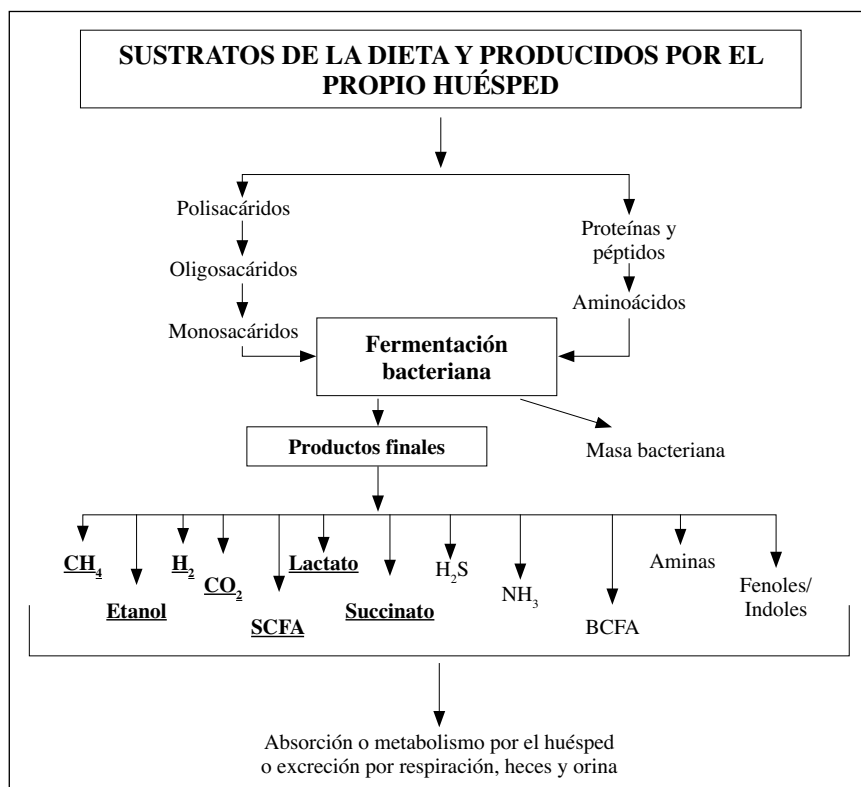 SUSTRATOS DE LA DIETA Y PRODUCIDOS POR EL
PROPIO HUÉSPED
Polisacáridos
Oligosacáridos
Monosacáridos
Proteínas y
péptidos
Aminoácidos
Fermentación
bacteriana
Productos finales
Masa bacteriana
CH₄
Etanol
H₂
CO₂
SCFA
Lactato
Succinato
H₂S
NH₃
BCFA
Aminas
Fenoles/
Indoles
Absorción o metabolismo por el huésped
o excreción por respiración, heces y orina